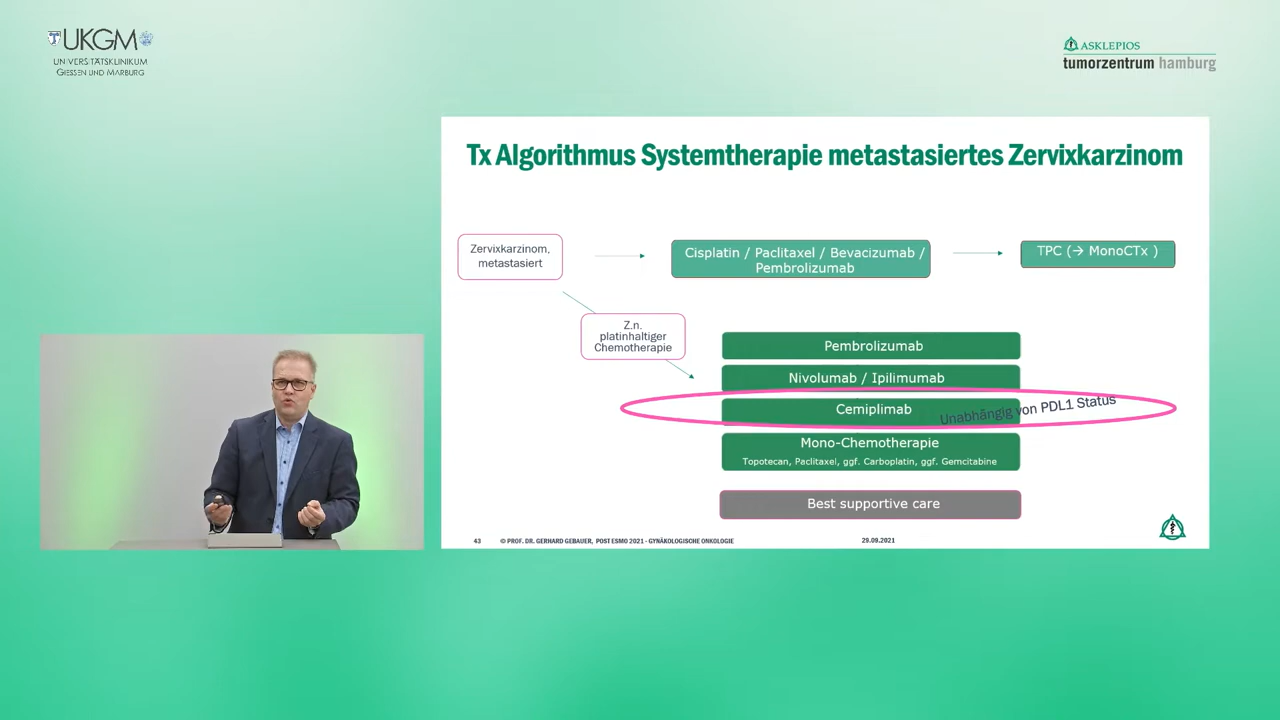 UKGM
UNIVERSITÄTSKLINIKUM
GIESSEN UND MARBURG
ASKLEPIOS
tumorzentrum hamburg
Tx Algorithmus Systemtherapie metastasiertes Zervixkarzinom
Zervixkarzinom,
metastasiert
Cisplatin / Paclitaxel / Bevacizumab /
Pembrolizumab
TPC (→ MonoCTx )
Z.n.
platinhaltiger
Chemotherapie
Pembrolizumab
Nivolumab / Ipilimumab
Cemiplimab
Unabhängig von PDL1 Status
Mono-Chemotherapie
Topotecan, Paclitaxel, ggf. Carboplatin, ggf. Gemcitabine
Best supportive care
43 © PROF. DR. GERHARD GEBAUER, POST ESMO 2021 - GYNÄKOLOGISCHE ONKOLOGIE 29.09.2021